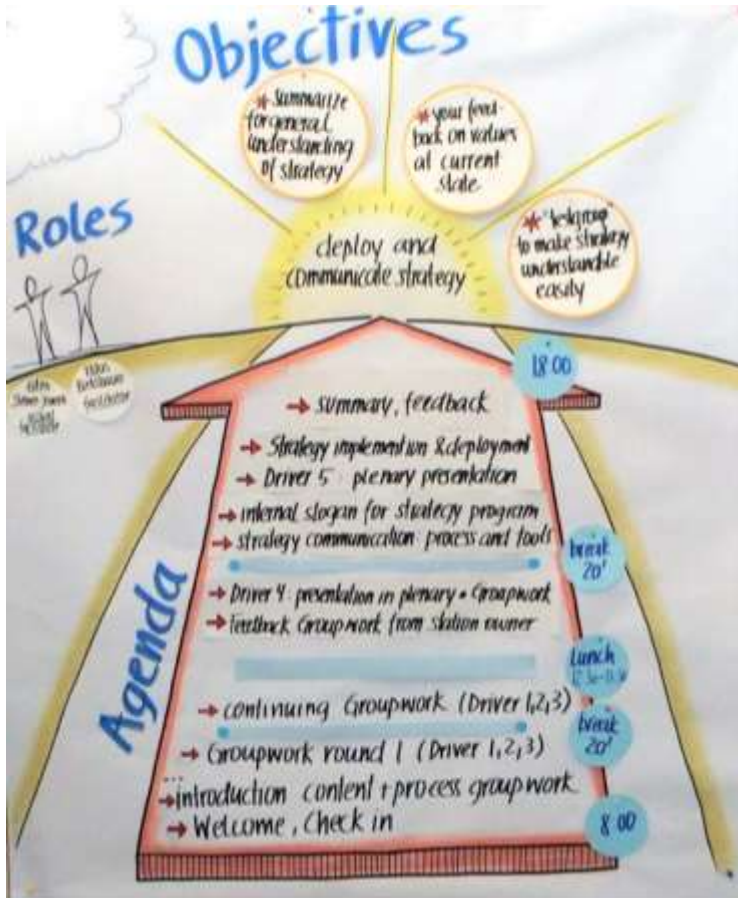 Objectives
* Summarize
for general
understanding
of strategy
* your feed-
back on values
at current
state
* "testgroup"
to make strategy
understandable
easily
deploy and
communicate strategy
Roles
facilitator
18:00
→ summary, feedback
→ Strategy implemention & deployment
→ Driver 5 plenary presentation
→ internal slogan for strategy program
→ strategy communication process and tools
break
20'
→ Driver 4 presentation in plenary + Groupwork
→ Feedback Groupwork from station owner
Lunch
→ continuing Groupwork (Driver 1,2,3)
break
20'
→ Groupwork round 1 (Driver 1,2,3)
...
→ introduction content + process groupwork
→ Welcome, Check in
8:00
Agenda